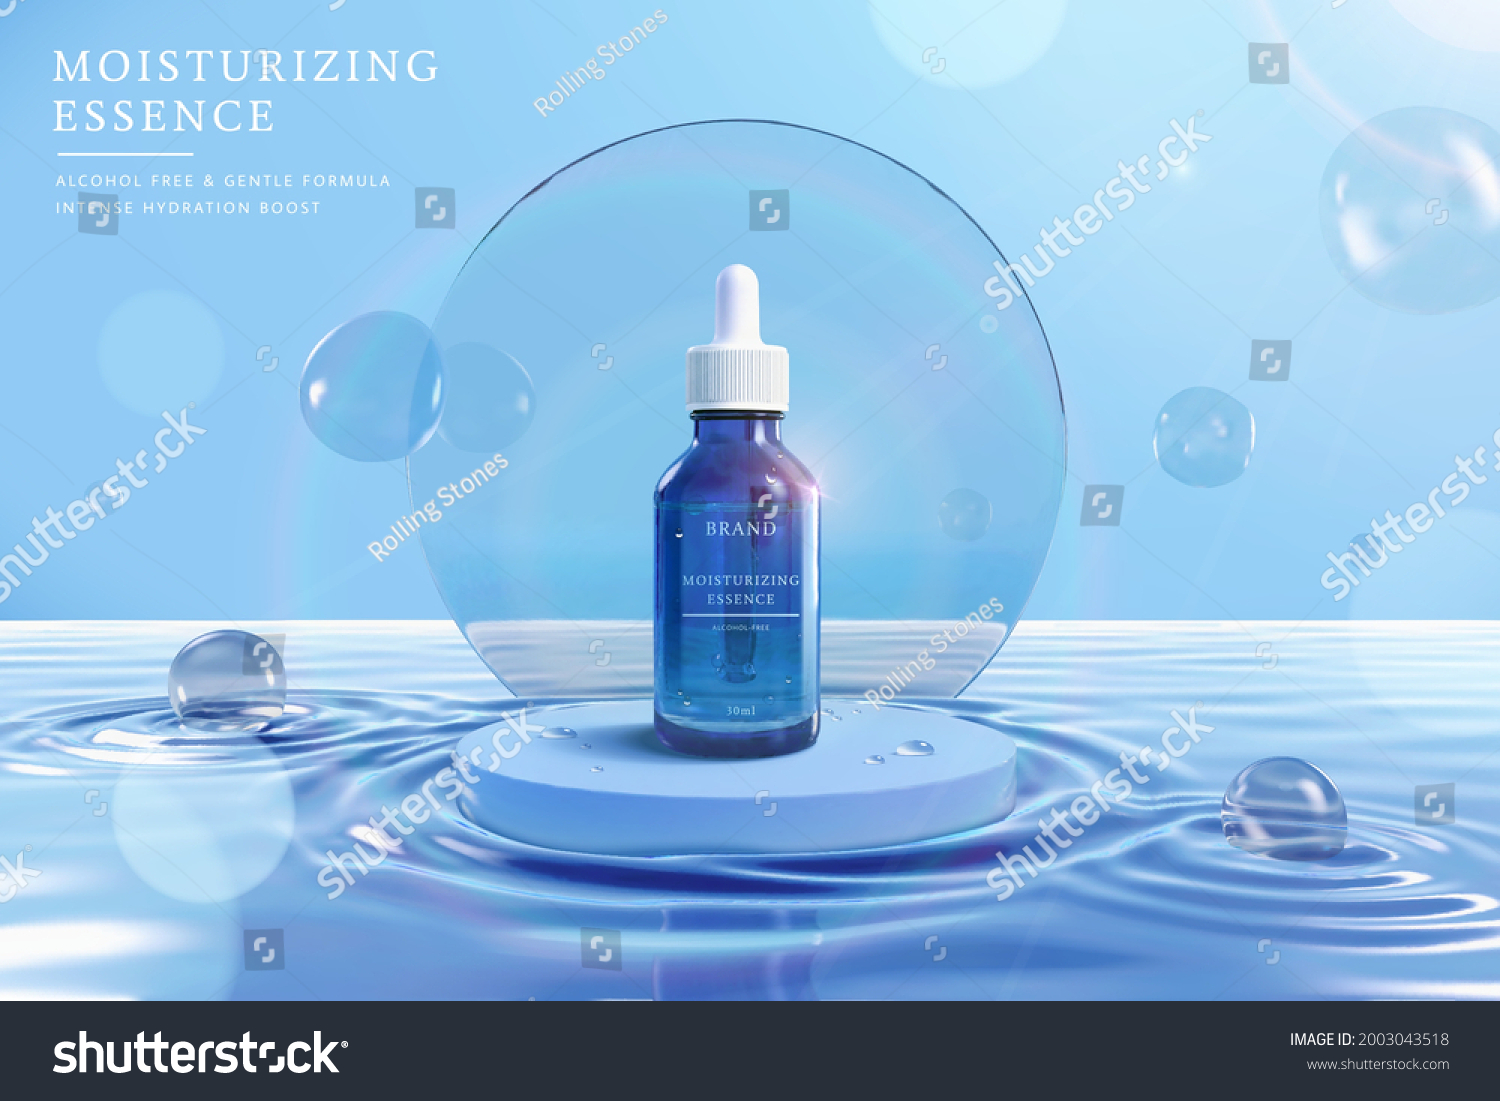 MOISTURIZING
ESSENCE
ALCOHOL FREE & GENTLE FORMULA
INTENSE HYDRATION BOOST
BRAND
MOISTURIZING
ESSENCE
ALCOHOL-FREE
30ml
Rolling Stones
shutterstock
shutterstock
Rolling Stones
shutterstock
Rolling Stones
shutterstock
shutterstock
shutterstock
IMAGE ID: 2003043518
www.shutterstock.com